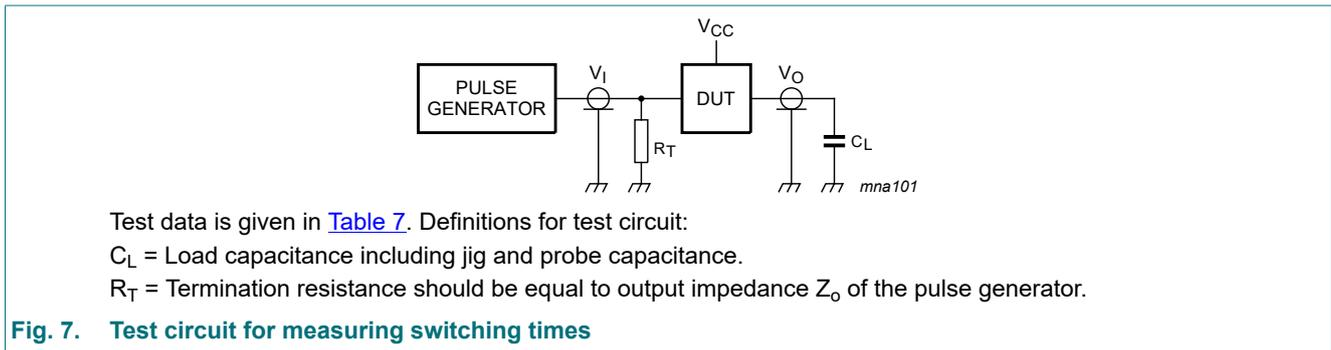 VCC
PULSE
GENERATOR
VI
DUT
VO
RT
CL
mna101
Test data is given in Table 7. Definitions for test circuit:
CL = Load capacitance including jig and probe capacitance.
RT = Termination resistance should be equal to output impedance Zo of the pulse generator.
Fig. 7. Test circuit for measuring switching times